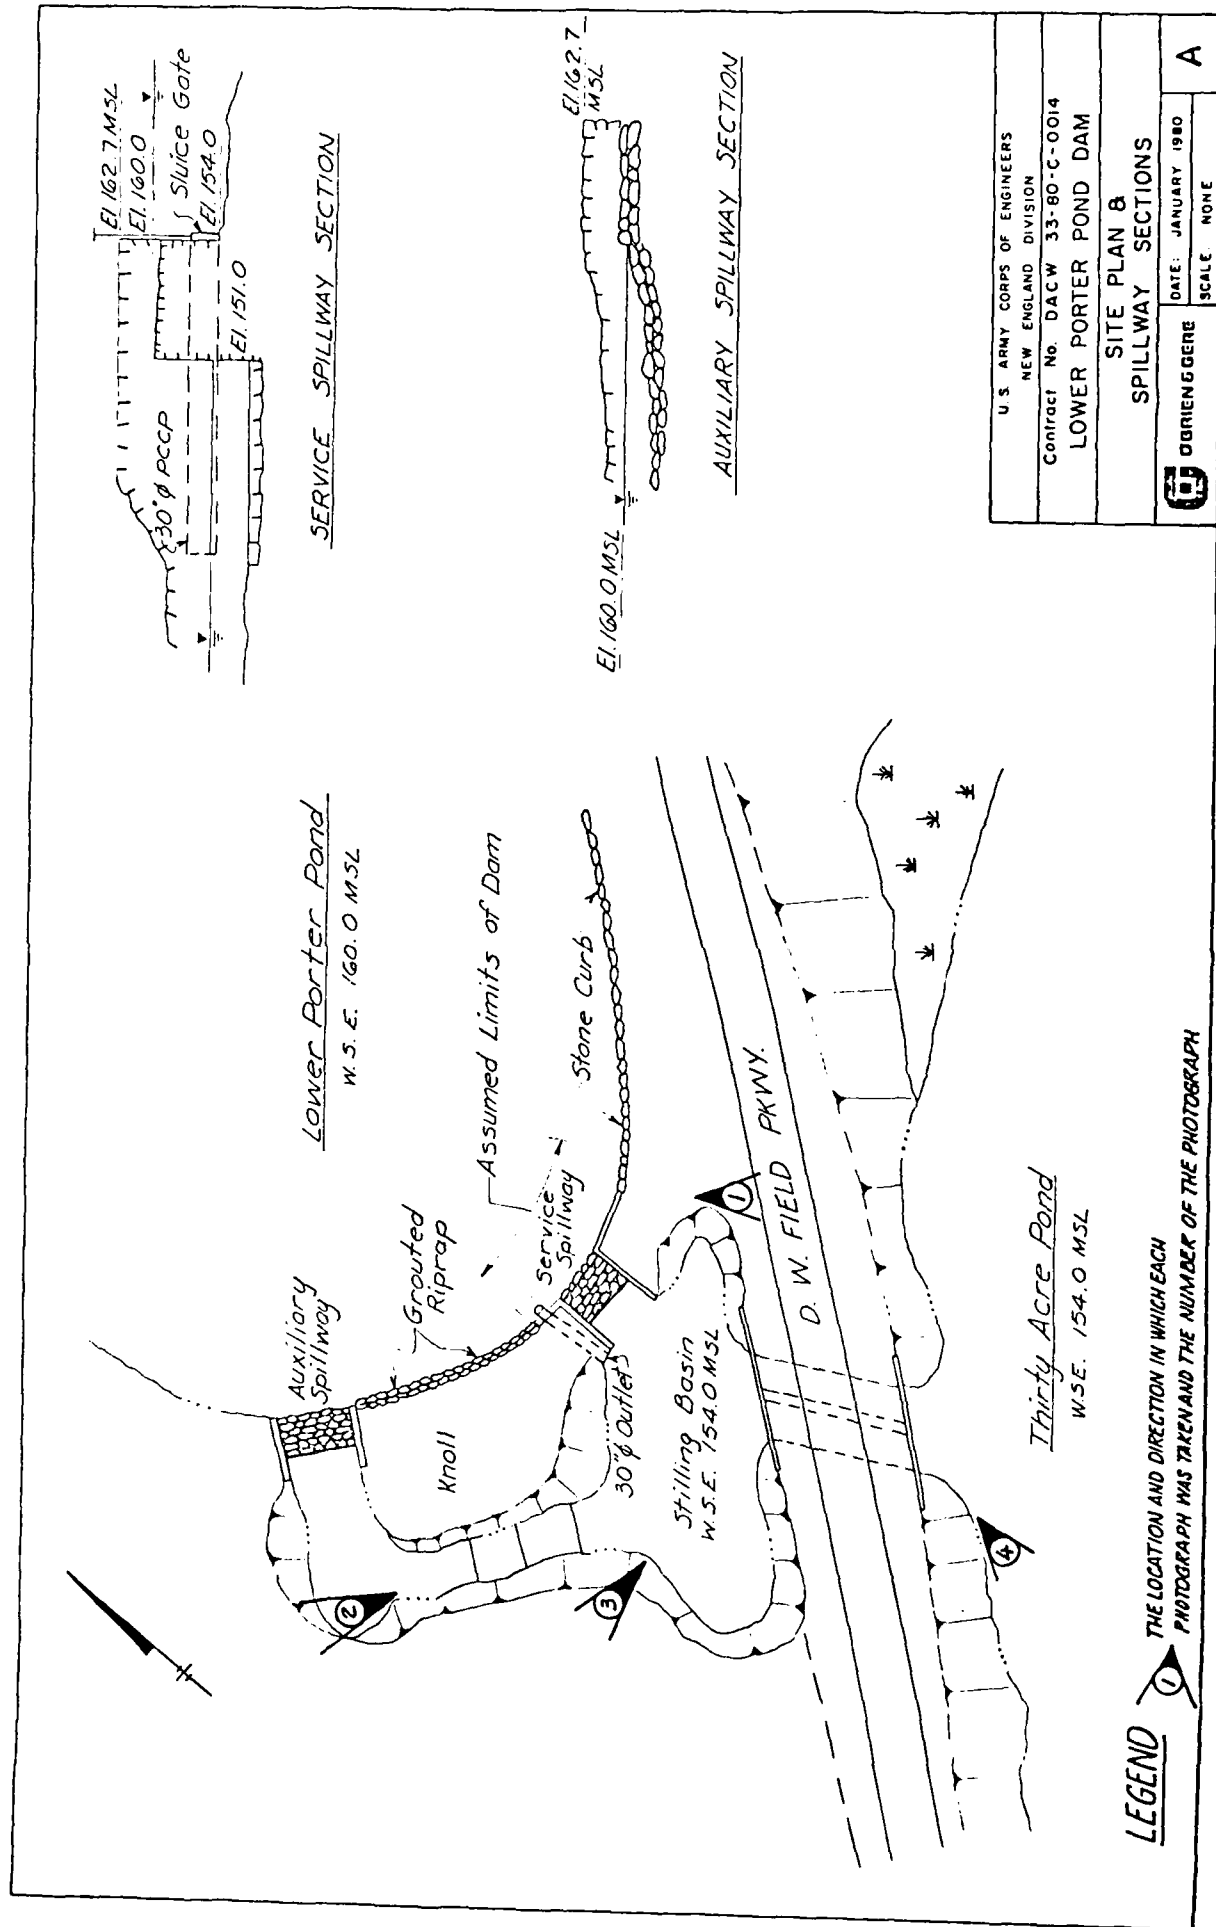 Lower Porter Pond
W.S.E. 160.0 MSL
Assumed Limits of Dam
Stone Curb
Service
Spillway
Grouted
Riprap
Auxiliary
Spillway
Knoll
30"φ Outlet
Stilling Basin
W.S.E. 154.0 MSL
D. W. FIELD PKWY.
Thirty Acre Pond
W.S.E. 154.0 MSL
1
2
3
4
El 162.7 MSL
El. 160.0
Sluice Gate
El. 154.0
El. 151.0
30"φ PCCP
SERVICE SPILLWAY SECTION
El 162.7
MSL
El. 160.0 MSL
AUXILIARY SPILLWAY SECTION
LEGEND
1
THE LOCATION AND DIRECTION IN WHICH EACH
PHOTOGRAPH WAS TAKEN AND THE NUMBER OF THE PHOTOGRAPH
U.S. ARMY CORPS OF ENGINEERS
NEW ENGLAND DIVISION
Contract No. DACW 33-80-C-0014
LOWER PORTER POND DAM
SITE PLAN &
SPILLWAY SECTIONS
OBRIEN&GERE
DATE: JANUARY 1980
SCALE: NONE
A